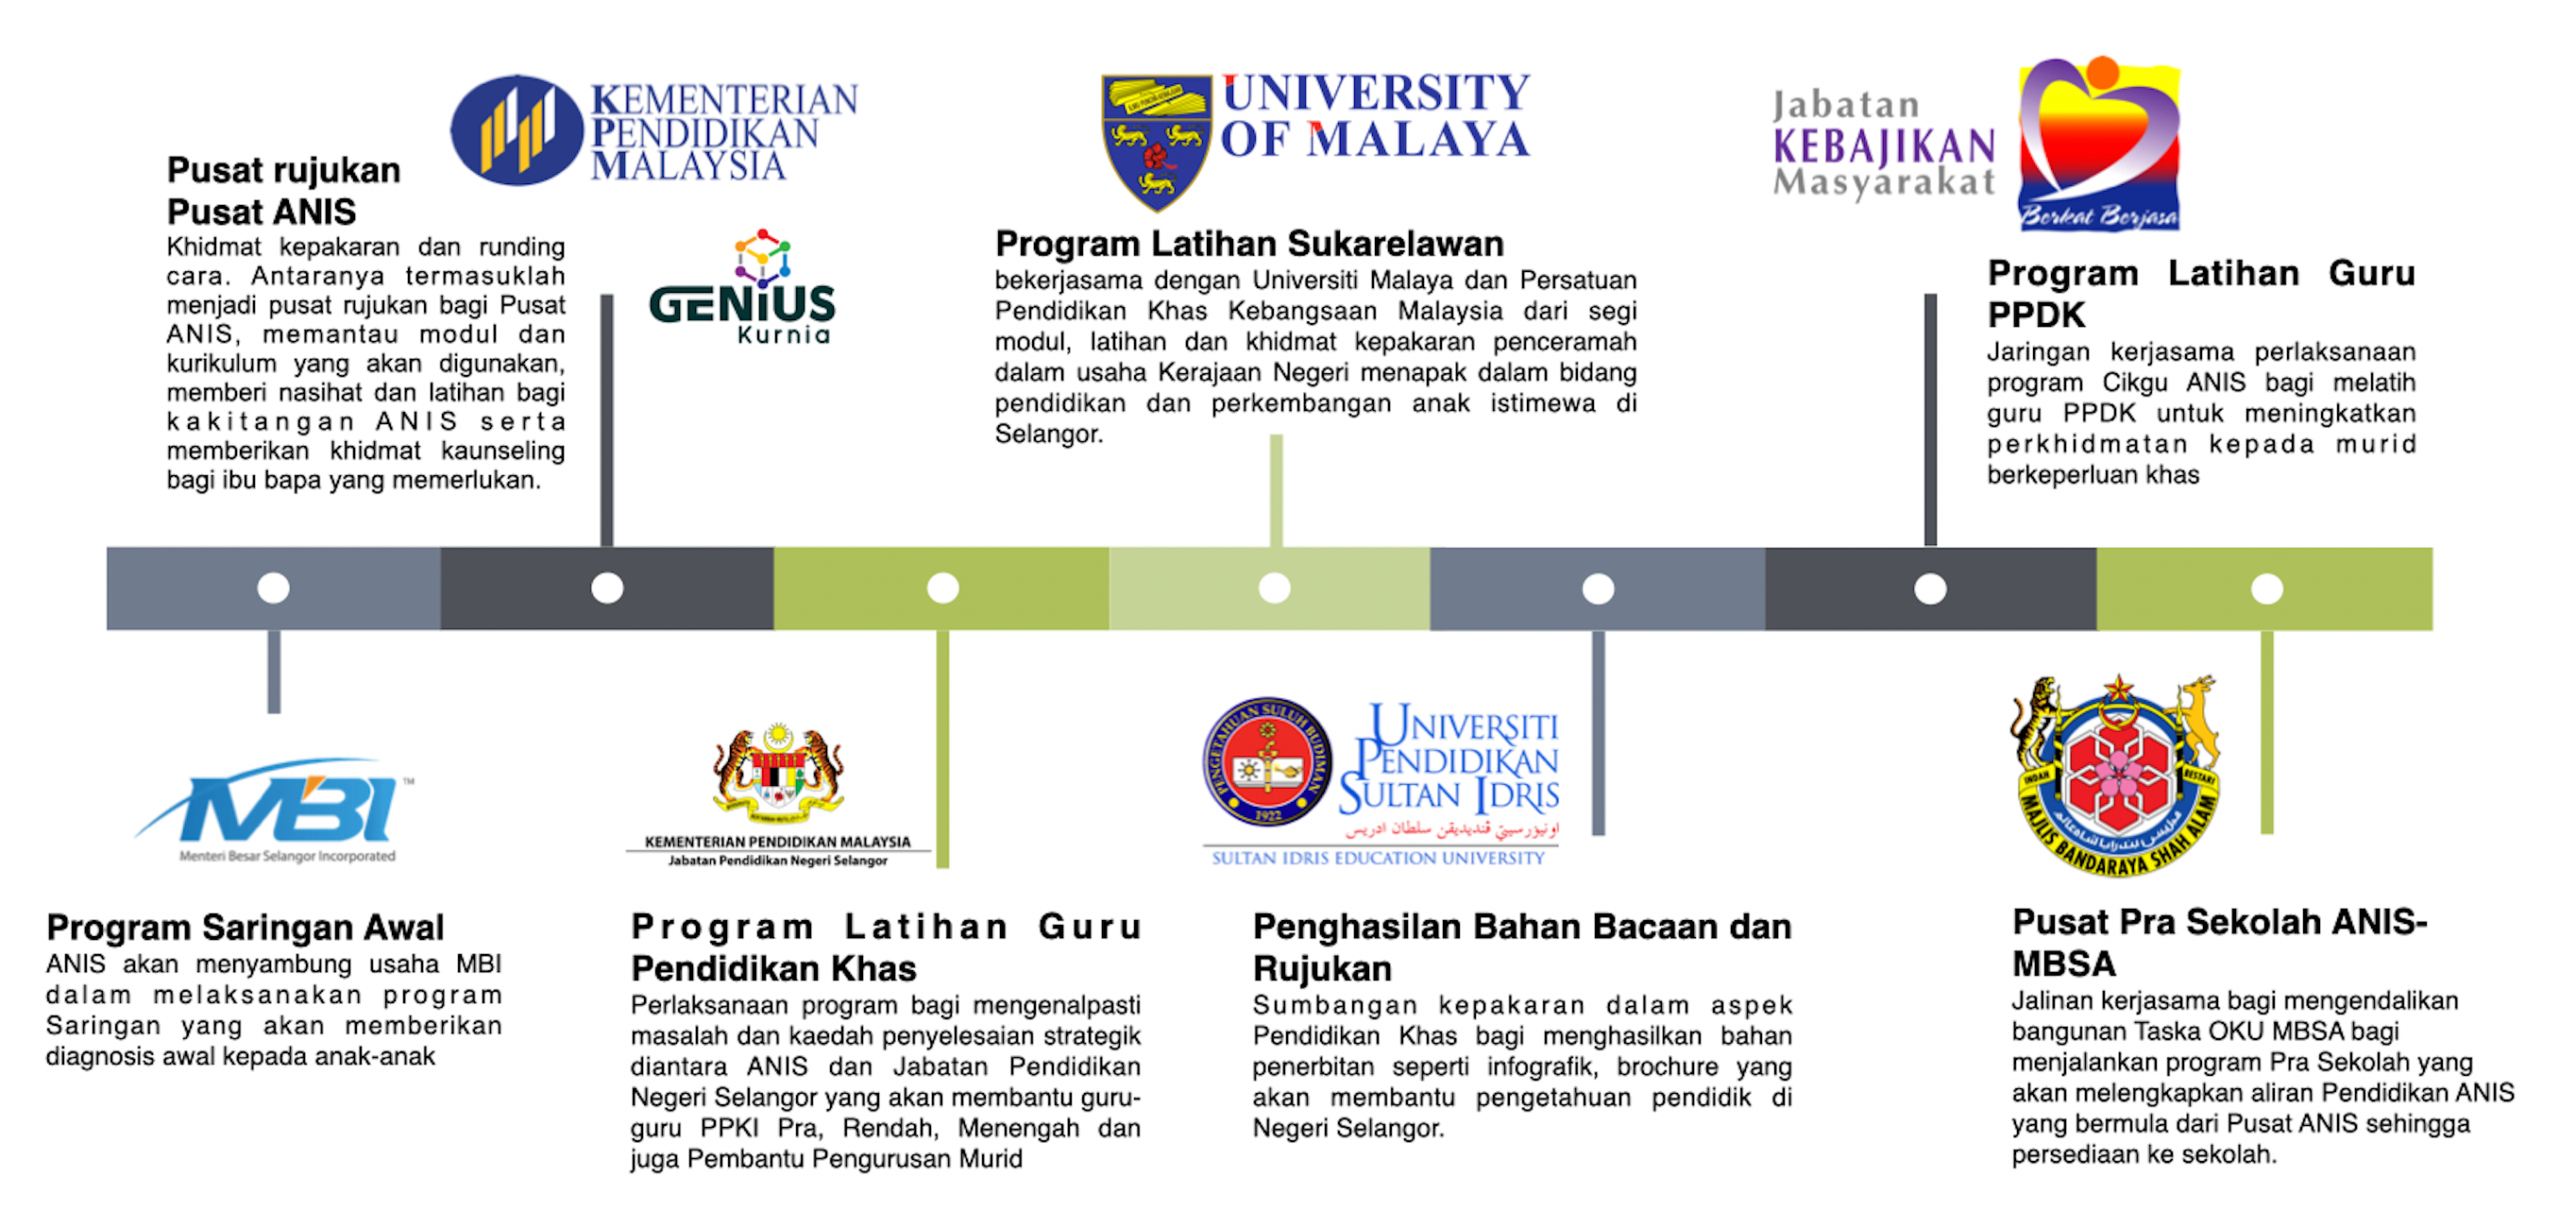 KEMENTERIAN
PENDIDIKAN
MALAYSIA
Pusat rujukan
Pusat ANIS
Khidmat kepakaran dan runding
cara. Antaranya termasuklah
menjadi pusat rujukan bagi Pusat
ANIS, memantau modul dan
kurikulum yang akan digunakan,
memberi nasihat dan latihan bagi
kakitangan ANIS serta
memberikan khidmat kaunseling
bagi ibu bapa yang memerlukan.
GENiUS
Kurnia
UNIVERSITY
OF MALAYA
Program Latihan Sukarelawan
bekerjasama dengan Universiti Malaya dan Persatuan
Pendidikan Khas Kebangsaan Malaysia dari segi
modul, latihan dan khidmat kepakaran penceramah
dalam usaha Kerajaan Negeri menapak dalam bidang
pendidikan dan perkembangan anak istimewa di
Selangor.
Jabatan
KEBAJIKAN
Masyarakat
Berkat Berjasa
Program Latihan Guru
PPDK
Jaringan kerjasama perlaksanaan
program Cikgu ANIS bagi melatih
guru PPDK untuk meningkatkan
perkhidmatan kepada murid
berkeperluan khas
MBI ™
Menteri Besar Selangor Incorporated
Program Saringan Awal
ANIS akan menyambung usaha MBI
dalam melaksanakan program
Saringan yang akan memberikan
diagnosis awal kepada anak-anak
KEMENTERIAN PENDIDIKAN MALAYSIA
Jabatan Pendidikan Negeri Selangor
Program Latihan Guru
Pendidikan Khas
Perlaksanaan program bagi mengenalpasti
masalah dan kaedah penyelesaian strategik
diantara ANIS dan Jabatan Pendidikan
Negeri Selangor yang akan membantu guru-
guru PPKI Pra, Rendah, Menengah dan
juga Pembantu Pengurusan Murid
PENGETAHUAN SULUH BUDIMAN
1922
UNIVERSITI
PENDIDIKAN
SULTAN IDRIS
اونيۏرسيتي ڤنديديقن سلطان ادريس
SULTAN IDRIS EDUCATION UNIVERSITY
Penghasilan Bahan Bacaan dan
Rujukan
Sumbangan kepakaran dalam aspek
Pendidikan Khas bagi menghasilkan bahan
penerbitan seperti infografik, brochure yang
akan membantu pengetahuan pendidik di
Negeri Selangor.
INDAH
BESTARI
MAJLIS BANDARAYA SHAH ALAM
Pusat Pra Sekolah ANIS-
MBSA
Jalinan kerjasama bagi mengendalikan
bangunan Taska OKU MBSA bagi
menjalankan program Pra Sekolah yang
akan melengkapkan aliran Pendidikan ANIS
yang bermula dari Pusat ANIS sehingga
persediaan ke sekolah.